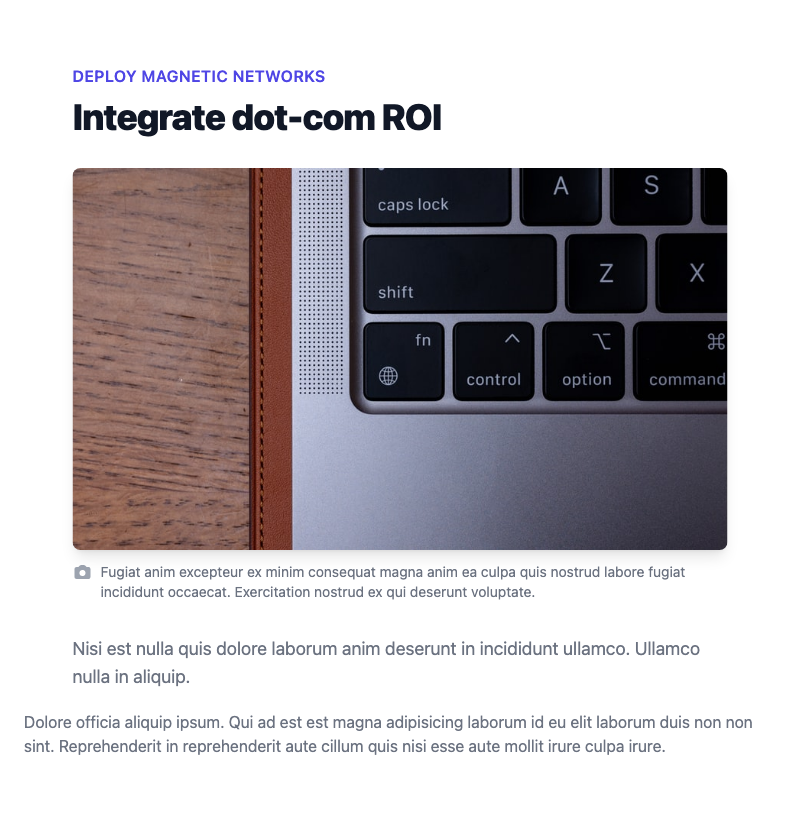 DEPLOY MAGNETIC NETWORKS
Integrate dot-com ROI
caps lock
A
S
shift
Z
X
fn
control
option
command
Fugiat anim excepteur ex minim consequat magna anim ea culpa quis nostrud labore fugiat
incididunt occaecat. Exercitation nostrud ex qui deserunt voluptate.
Nisi est nulla quis dolore laborum anim deserunt in incididunt ullamco. Ullamco
nulla in aliquip.
Dolore officia aliquip ipsum. Qui ad est est magna adipisicing laborum id eu elit laborum duis non non
sint. Reprehenderit in reprehenderit aute cillum quis nisi esse aute mollit irure culpa irure.